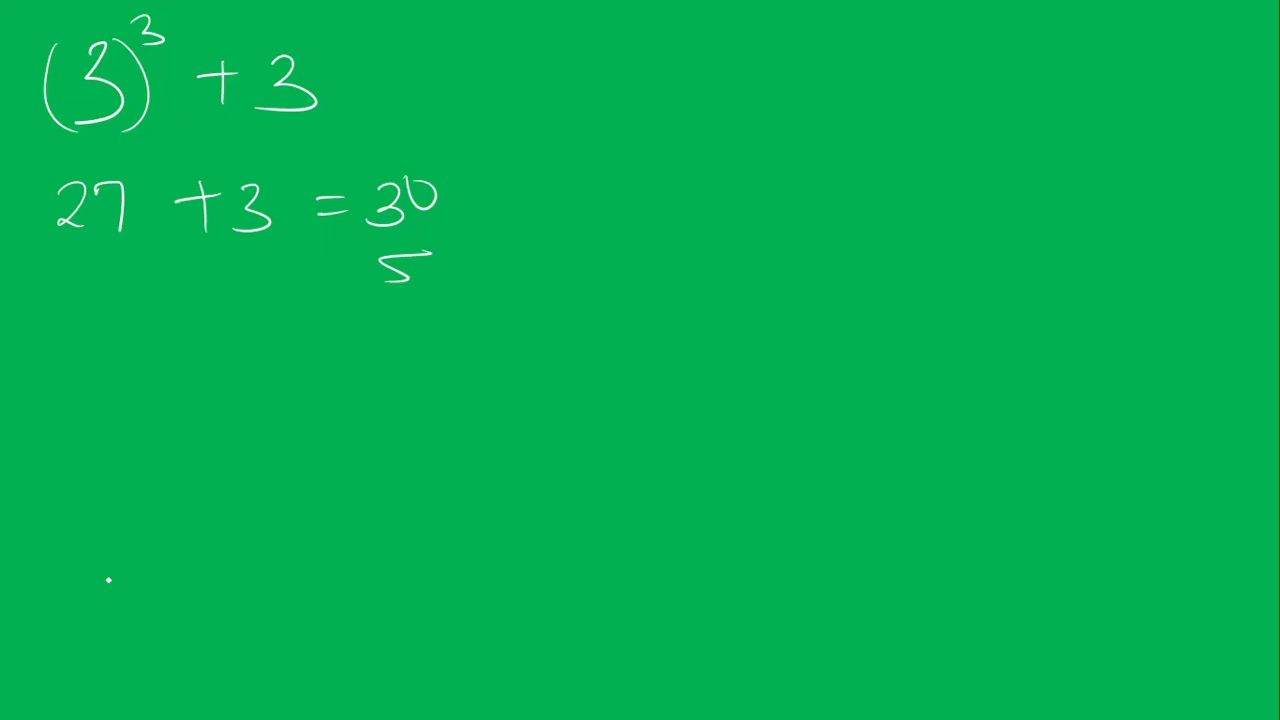 (3)³ + 3
27 + 3 = 30
5